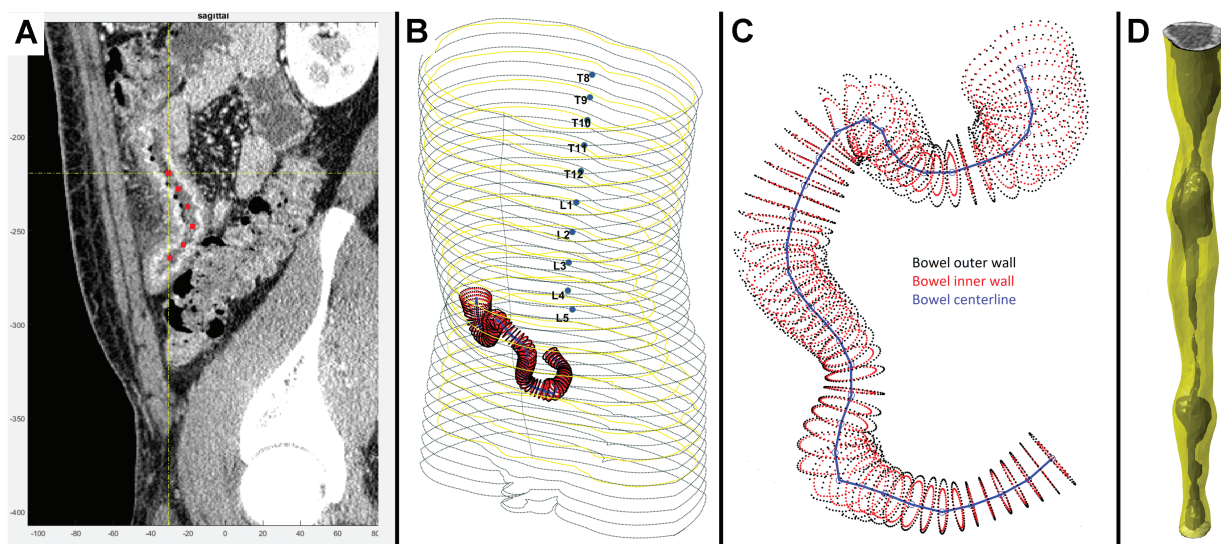 A
sagittal
-200
-250
-300
-350
-400
-100
-80
-60
-40
-20
0
20
40
60
80
B
T8
T9
T10
T11
T12
L1
L2
L3
L4
L5
C
Bowel outer wall
Bowel inner wall
Bowel centerline
D